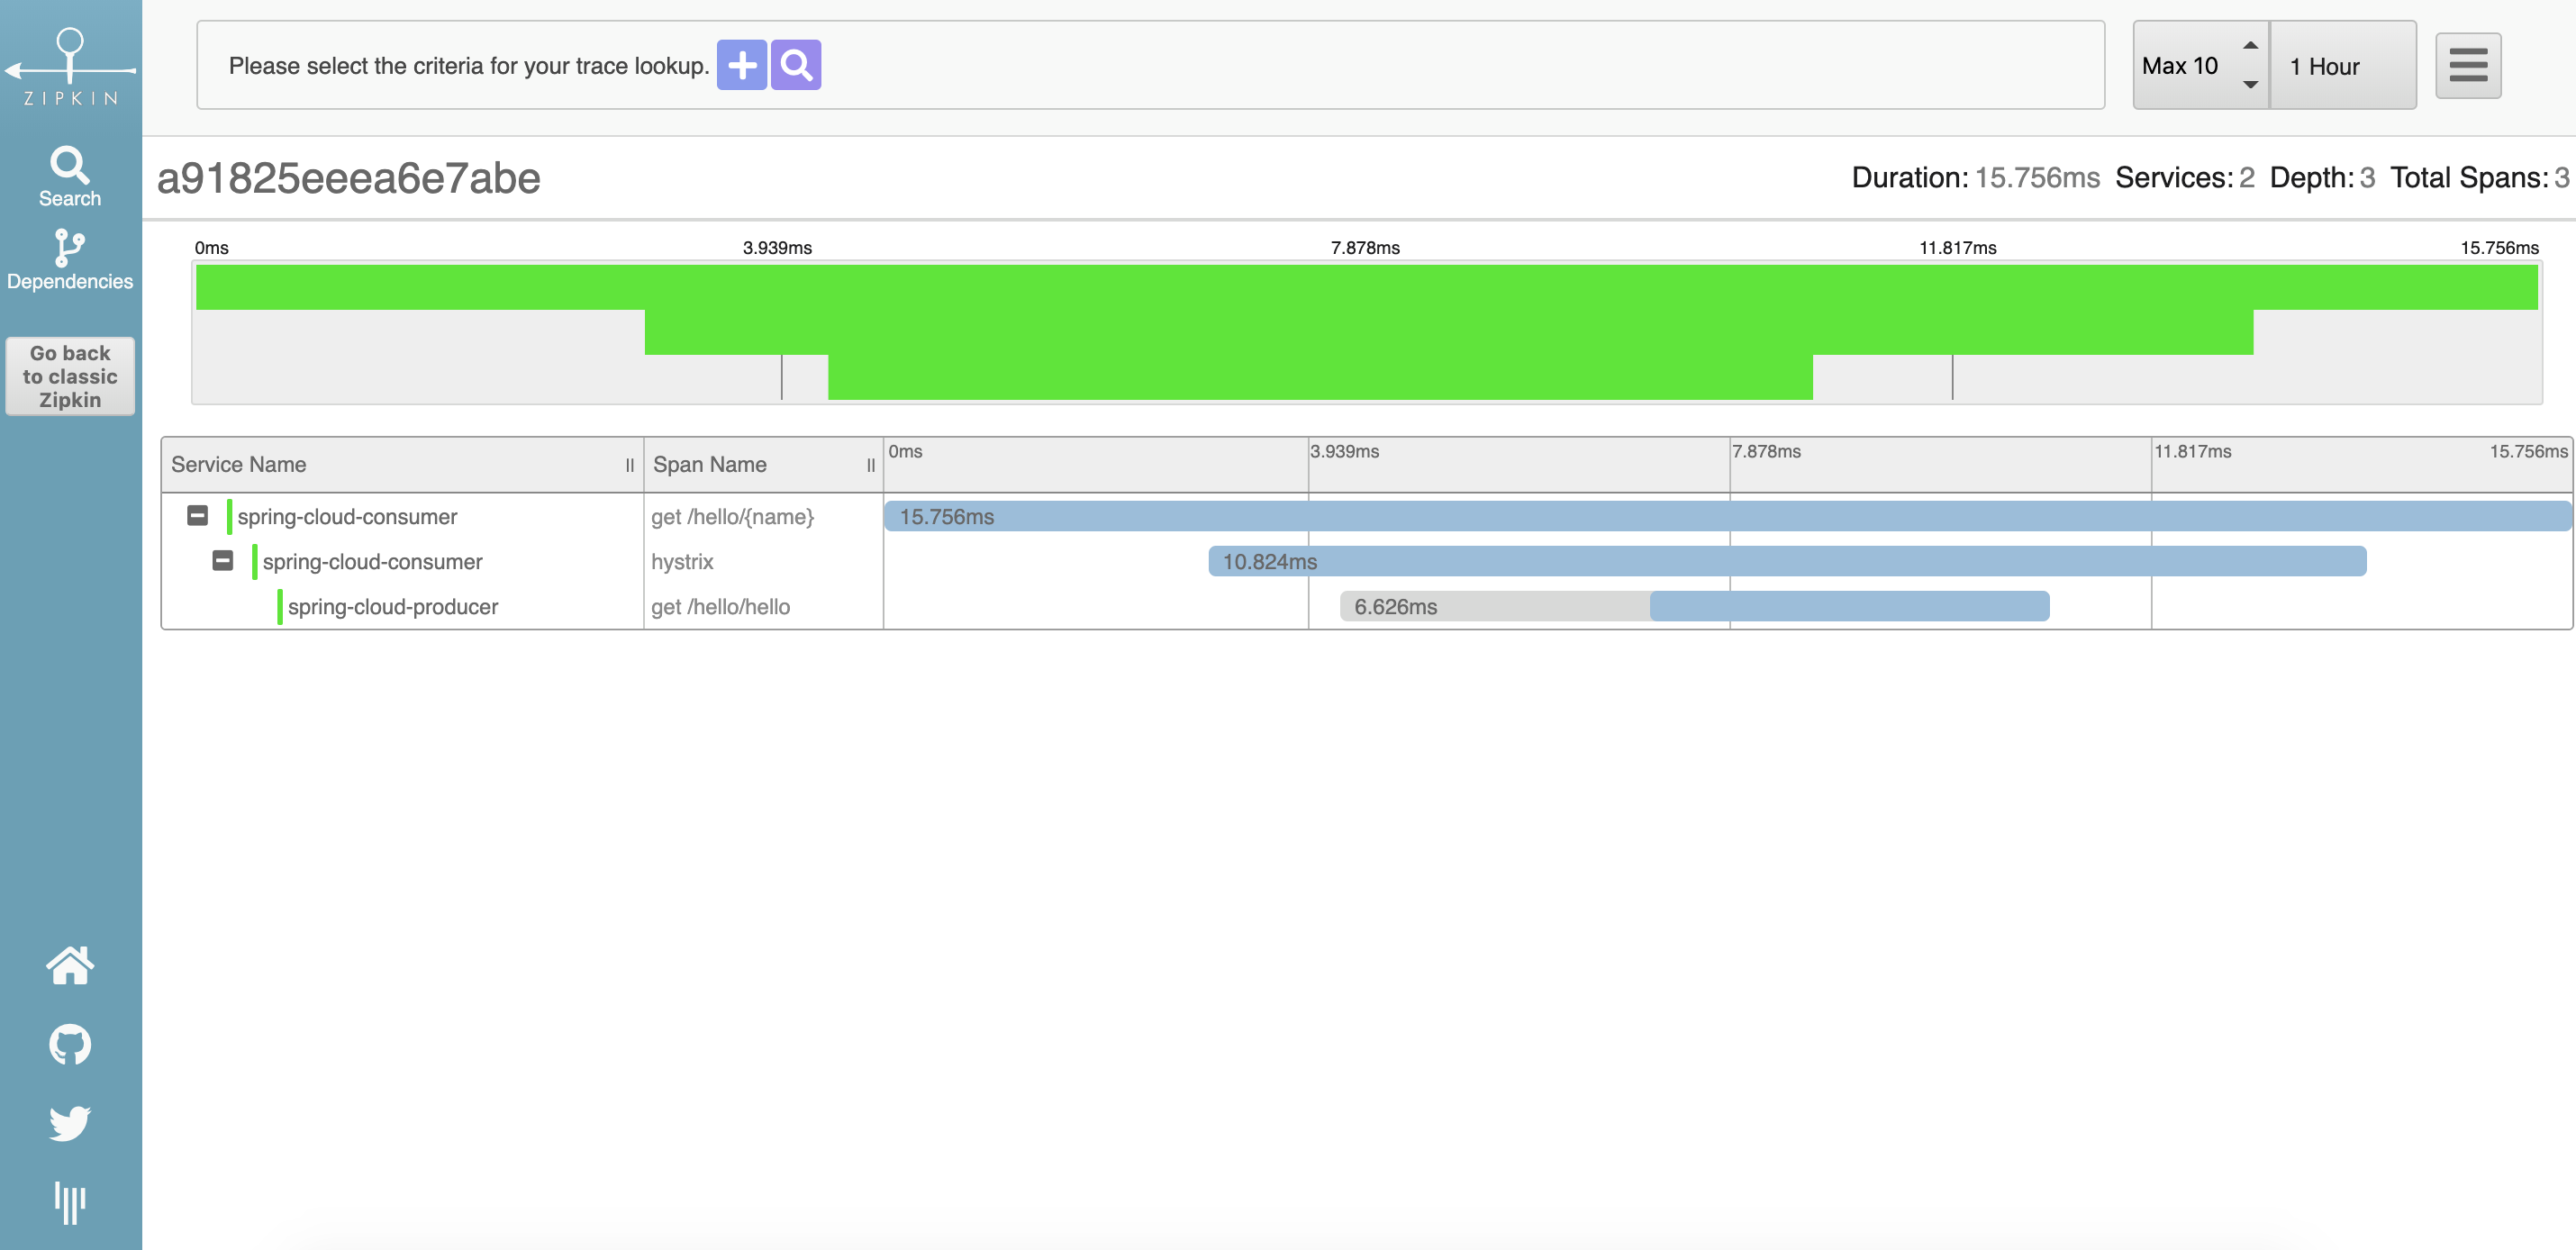 ZIPKIN
Search
Dependencies
Go back
to classic
Zipkin
Please select the criteria for your trace lookup.
Max 10
1 Hour
a91825eeea6e7abe
Duration: 15.756ms Services: 2 Depth: 3 Total Spans: 3
0ms 3.939ms 7.878ms 11.817ms 15.756ms
Service Name Span Name 0ms 3.939ms 7.878ms 11.817ms 15.756ms
spring-cloud-consumer get /hello/{name} 15.756ms
spring-cloud-consumer hystrix 10.824ms
spring-cloud-producer get /hello/hello 6.626ms